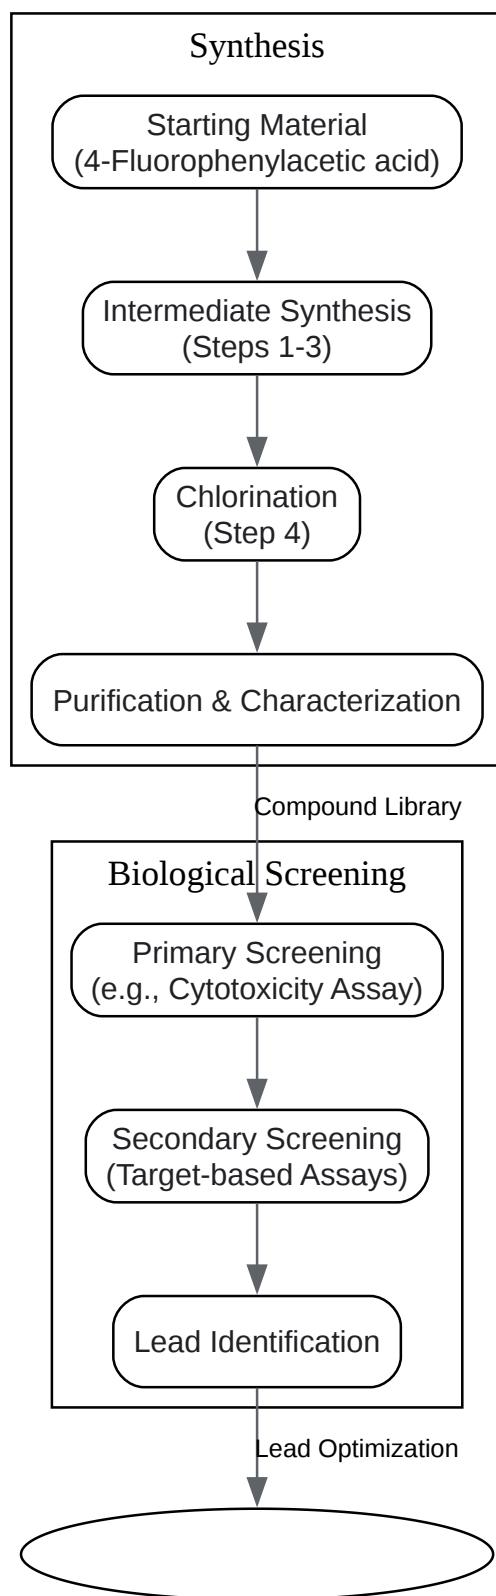 Synthesis
Starting Material
(4-Fluorophenylacetic acid)
Intermediate Synthesis
(Steps 1-3)
Chlorination
(Step 4)
Purification & Characterization
Compound Library
Biological Screening
Primary Screening
(e.g., Cytotoxicity Assay)
Secondary Screening
(Target-based Assays)
Lead Identification
Lead Optimization